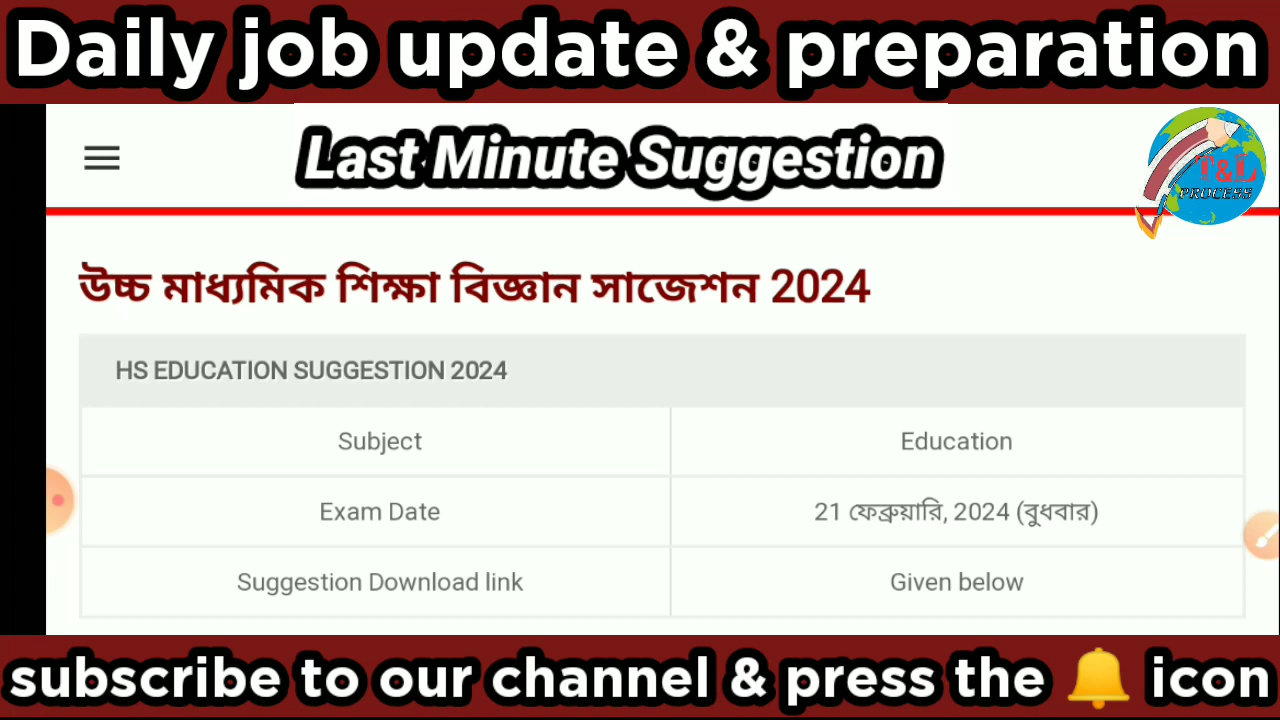 Daily job update & preparation
Last Minute Suggestion
T&L
PROCESS
উচ্চ মাধ্যমিক শিক্ষা বিজ্ঞান সাজেশন 2024
HS EDUCATION SUGGESTION 2024
Subject Education
Exam Date 21 ফেব্রুয়ারি, 2024 (বুধবার)
Suggestion Download link Given below
subscribe to our channel & press the 🔔 icon